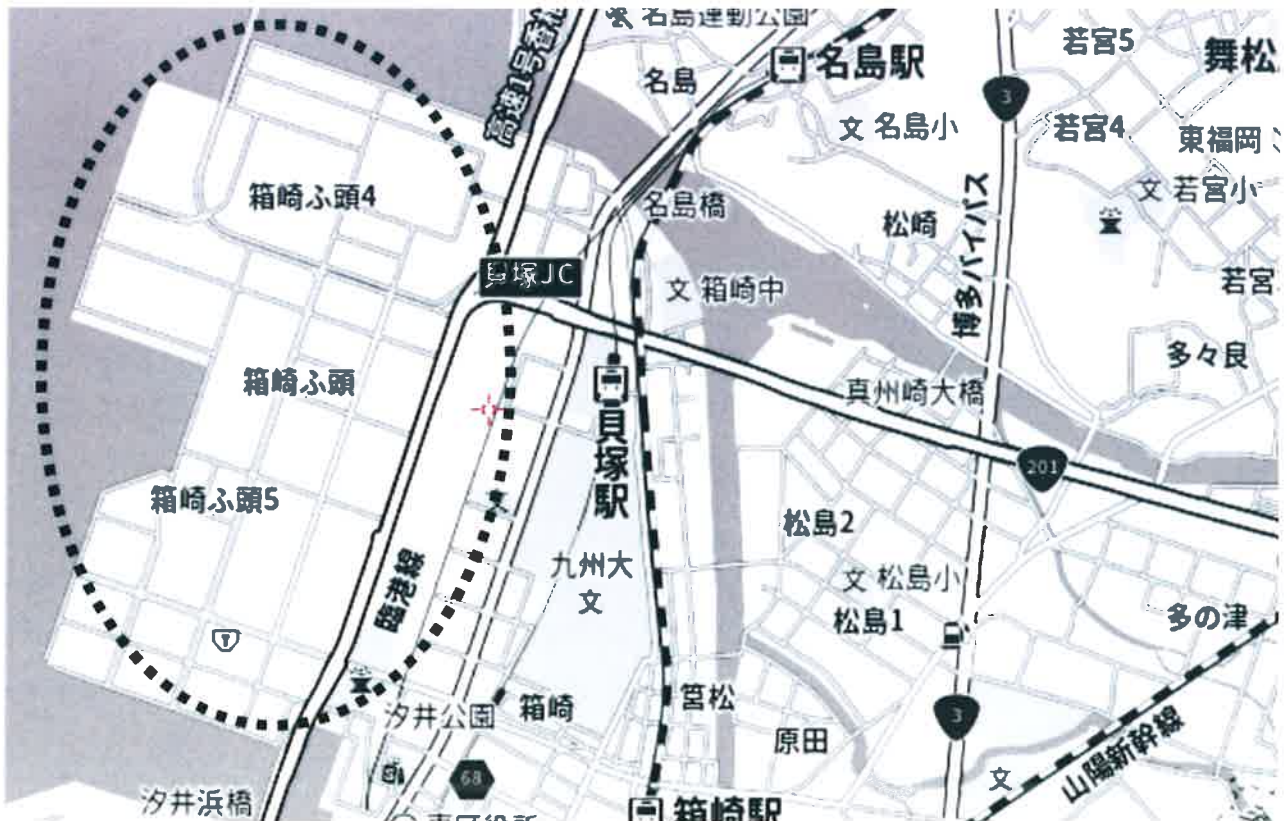 名島運動公園
若宮5
舞松
名島駅
名島
3
高速1号香椎
文 名島小
若宮4
東福岡
箱崎ふ頭4
文 若宮小
名島橋
松崎
博多バイパス
貝塚JC
文 箱崎中
若宮
多々良
箱崎ふ頭
真州崎大橋
貝塚駅
201
箱崎ふ頭5
松島2
九州大
文
文 松島小
臨港線
松島1
多の津
筥松
汐井公園
箱崎
3
原田
山陽新幹線
68
文
汐井浜橋
東区役所
箱崎駅